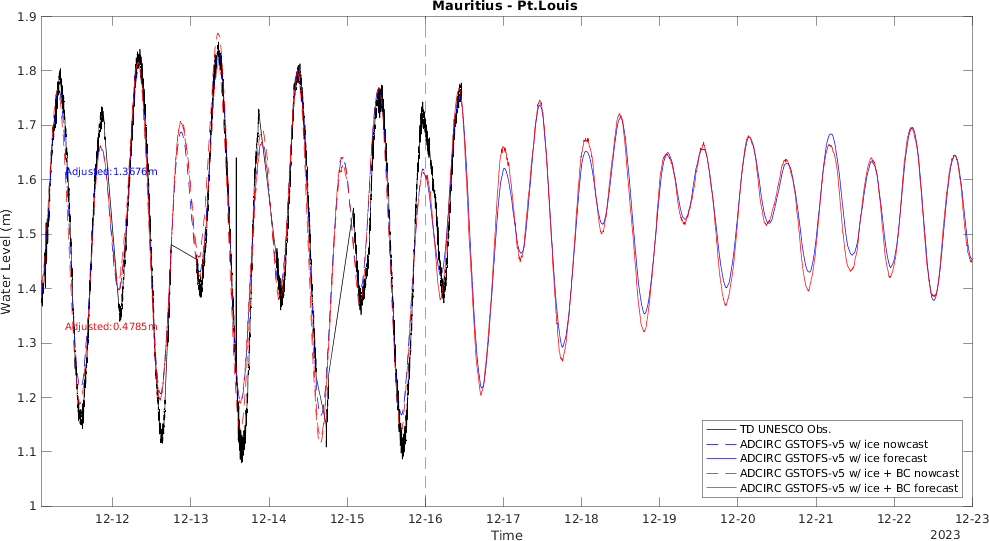 Mauritius - Pt.Louis
1.9
1.8
1.7
1.6
1.5
1.4
1.3
1.2
1.1
1
Water Level (m)
Adjusted:1.3676m
Adjusted:0.4785m
TD UNESCO Obs.
ADCIRC GSTOFS-v5 w/ ice nowcast
ADCIRC GSTOFS-v5 w/ ice forecast
ADCIRC GSTOFS-v5 w/ ice + BC nowcast
ADCIRC GSTOFS-v5 w/ ice + BC forecast
12-12 12-13 12-14 12-15 12-16 12-17 12-18 12-19 12-20 12-21 12-22 12-23
Time
2023